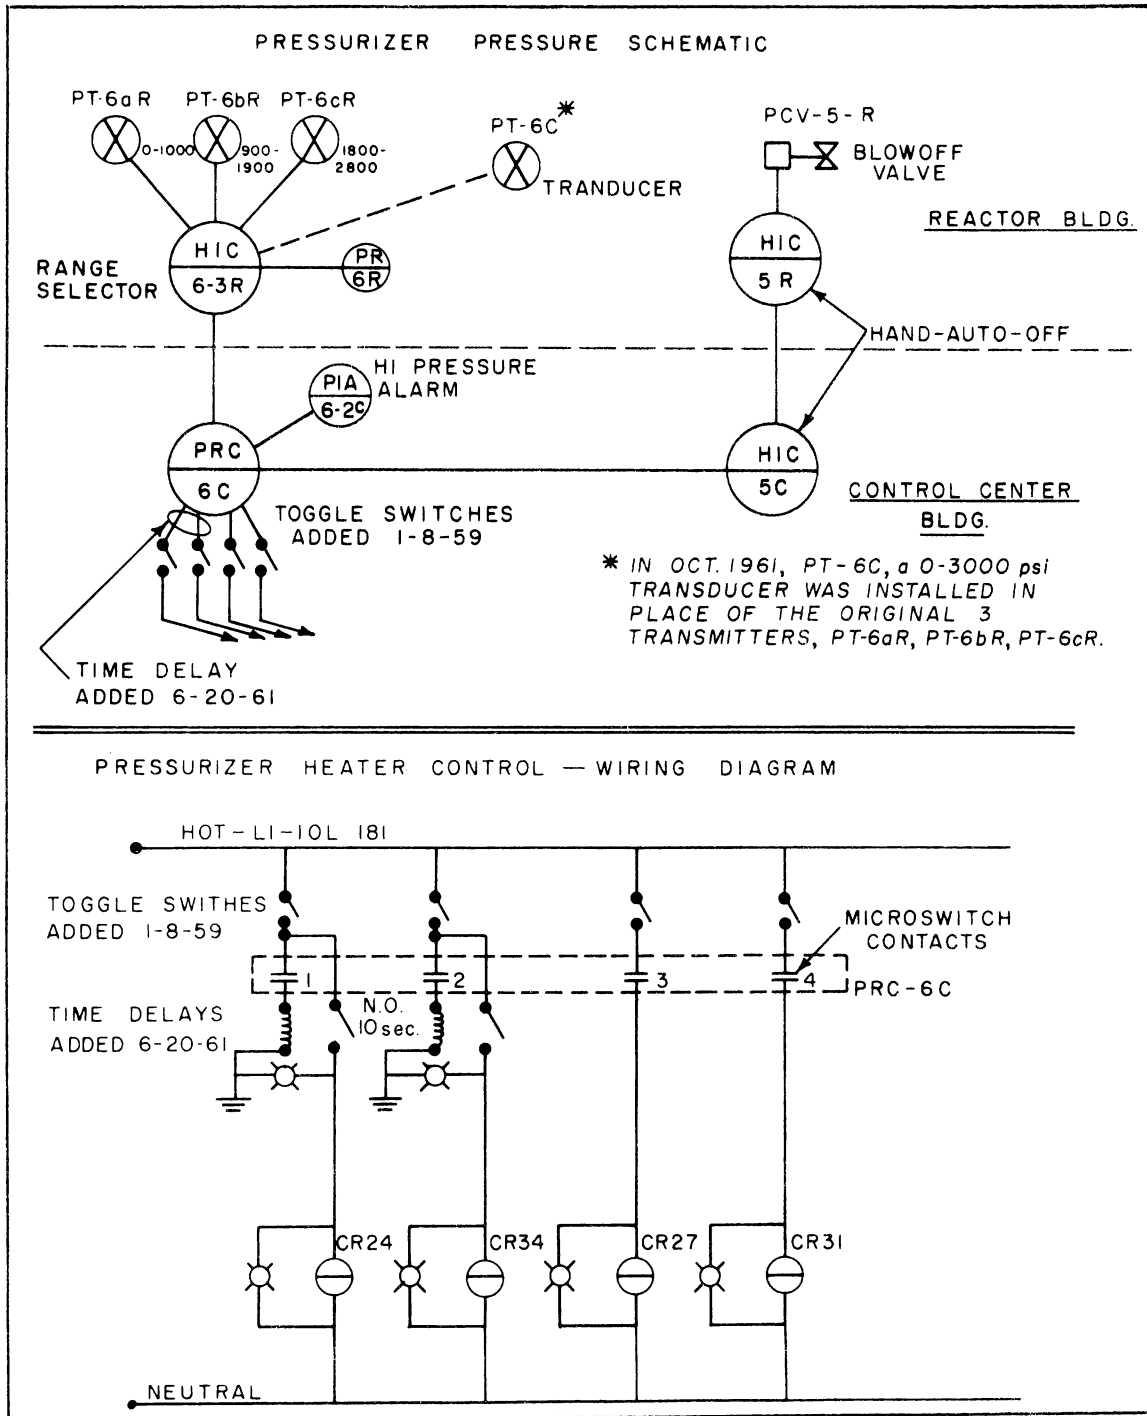 PRESSURIZER PRESSURE SCHEMATIC
PT-6aR
PT-6bR
PT-6cR
PT-6C*
PCV-5-R
0-1000
900-
1900
1800-
2800
TRANDUCER
BLOWOFF
VALVE
REACTOR BLDG.
RANGE
SELECTOR
HIC
6-3R
PR
6R
HIC
5R
HAND-AUTO-OFF
HI PRESSURE
ALARM
PIA
6-2C
PRC
6C
HIC
5C
CONTROL CENTER
BLDG.
TOGGLE SWITCHES
ADDED 1-8-59
* IN OCT. 1961, PT-6C, a 0-3000 psi
TRANSDUCER WAS INSTALLED IN
PLACE OF THE ORIGINAL 3
TRANSMITTERS, PT-6aR, PT-6bR, PT-6cR.
TIME DELAY
ADDED 6-20-61
PRESSURIZER HEATER CONTROL — WIRING DIAGRAM
HOT-L1-10L 181
TOGGLE SWITHES
ADDED 1-8-59
MICROSWITCH
CONTACTS
1
2
3
4
PRC-6C
TIME DELAYS
ADDED 6-20-61
N.O.
10 sec.
CR24
CR34
CR27
CR31
NEUTRAL